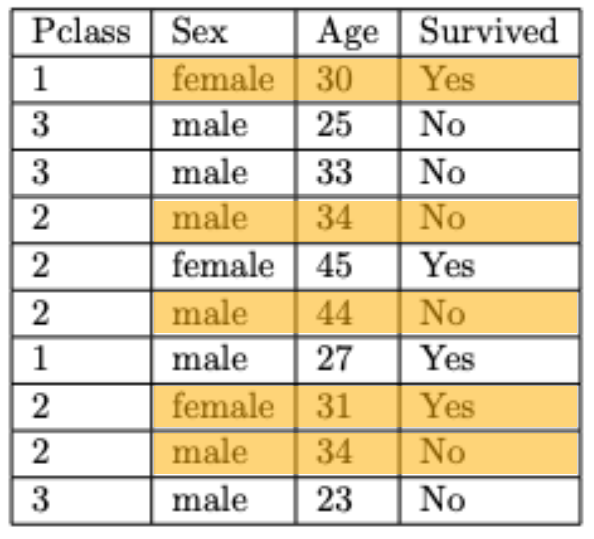 Pclass Sex Age Survived
1 female 30 Yes
3 male 25 No
3 male 33 No
2 male 34 No
2 female 45 Yes
2 male 44 No
1 male 27 Yes
2 female 31 Yes
2 male 34 No
3 male 23 No